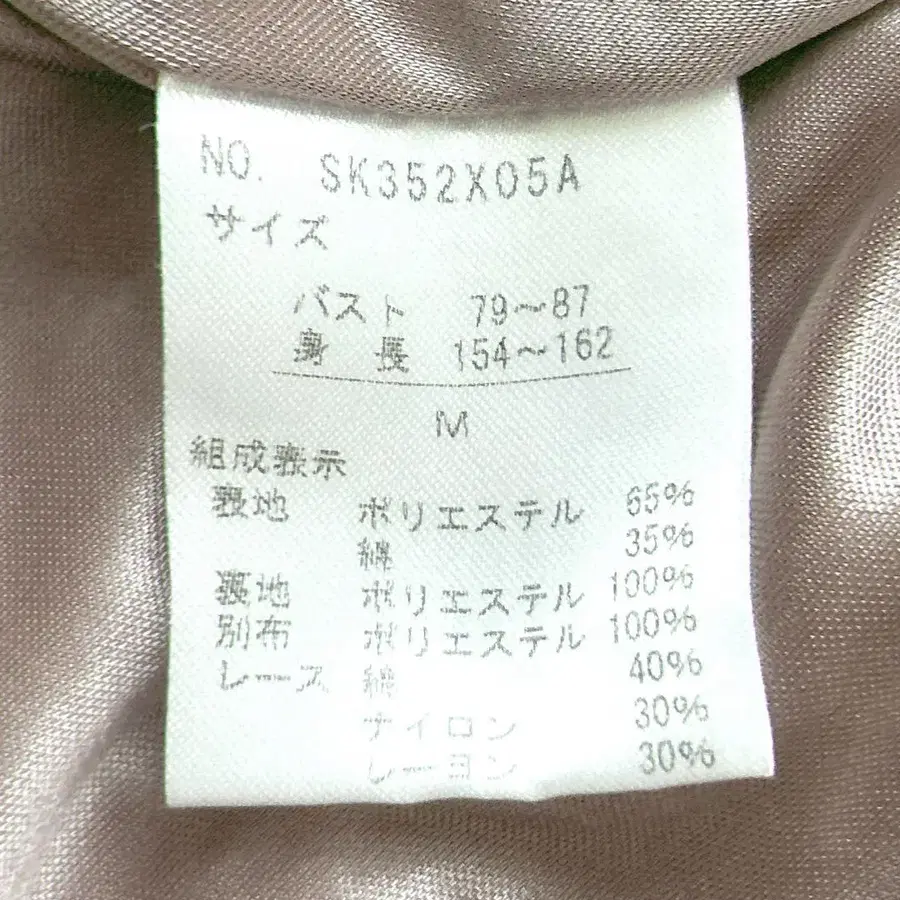 NO. SK352X05A
サイズ
バスト 79～87
身長 154～162
M
組成表示
表地 ポリエステル 65%
綿 35%
裏地 ポリエステル 100%
別布 ポリエステル 100%
レース 綿 40%
ナイロン 30%
レーヨン 30%